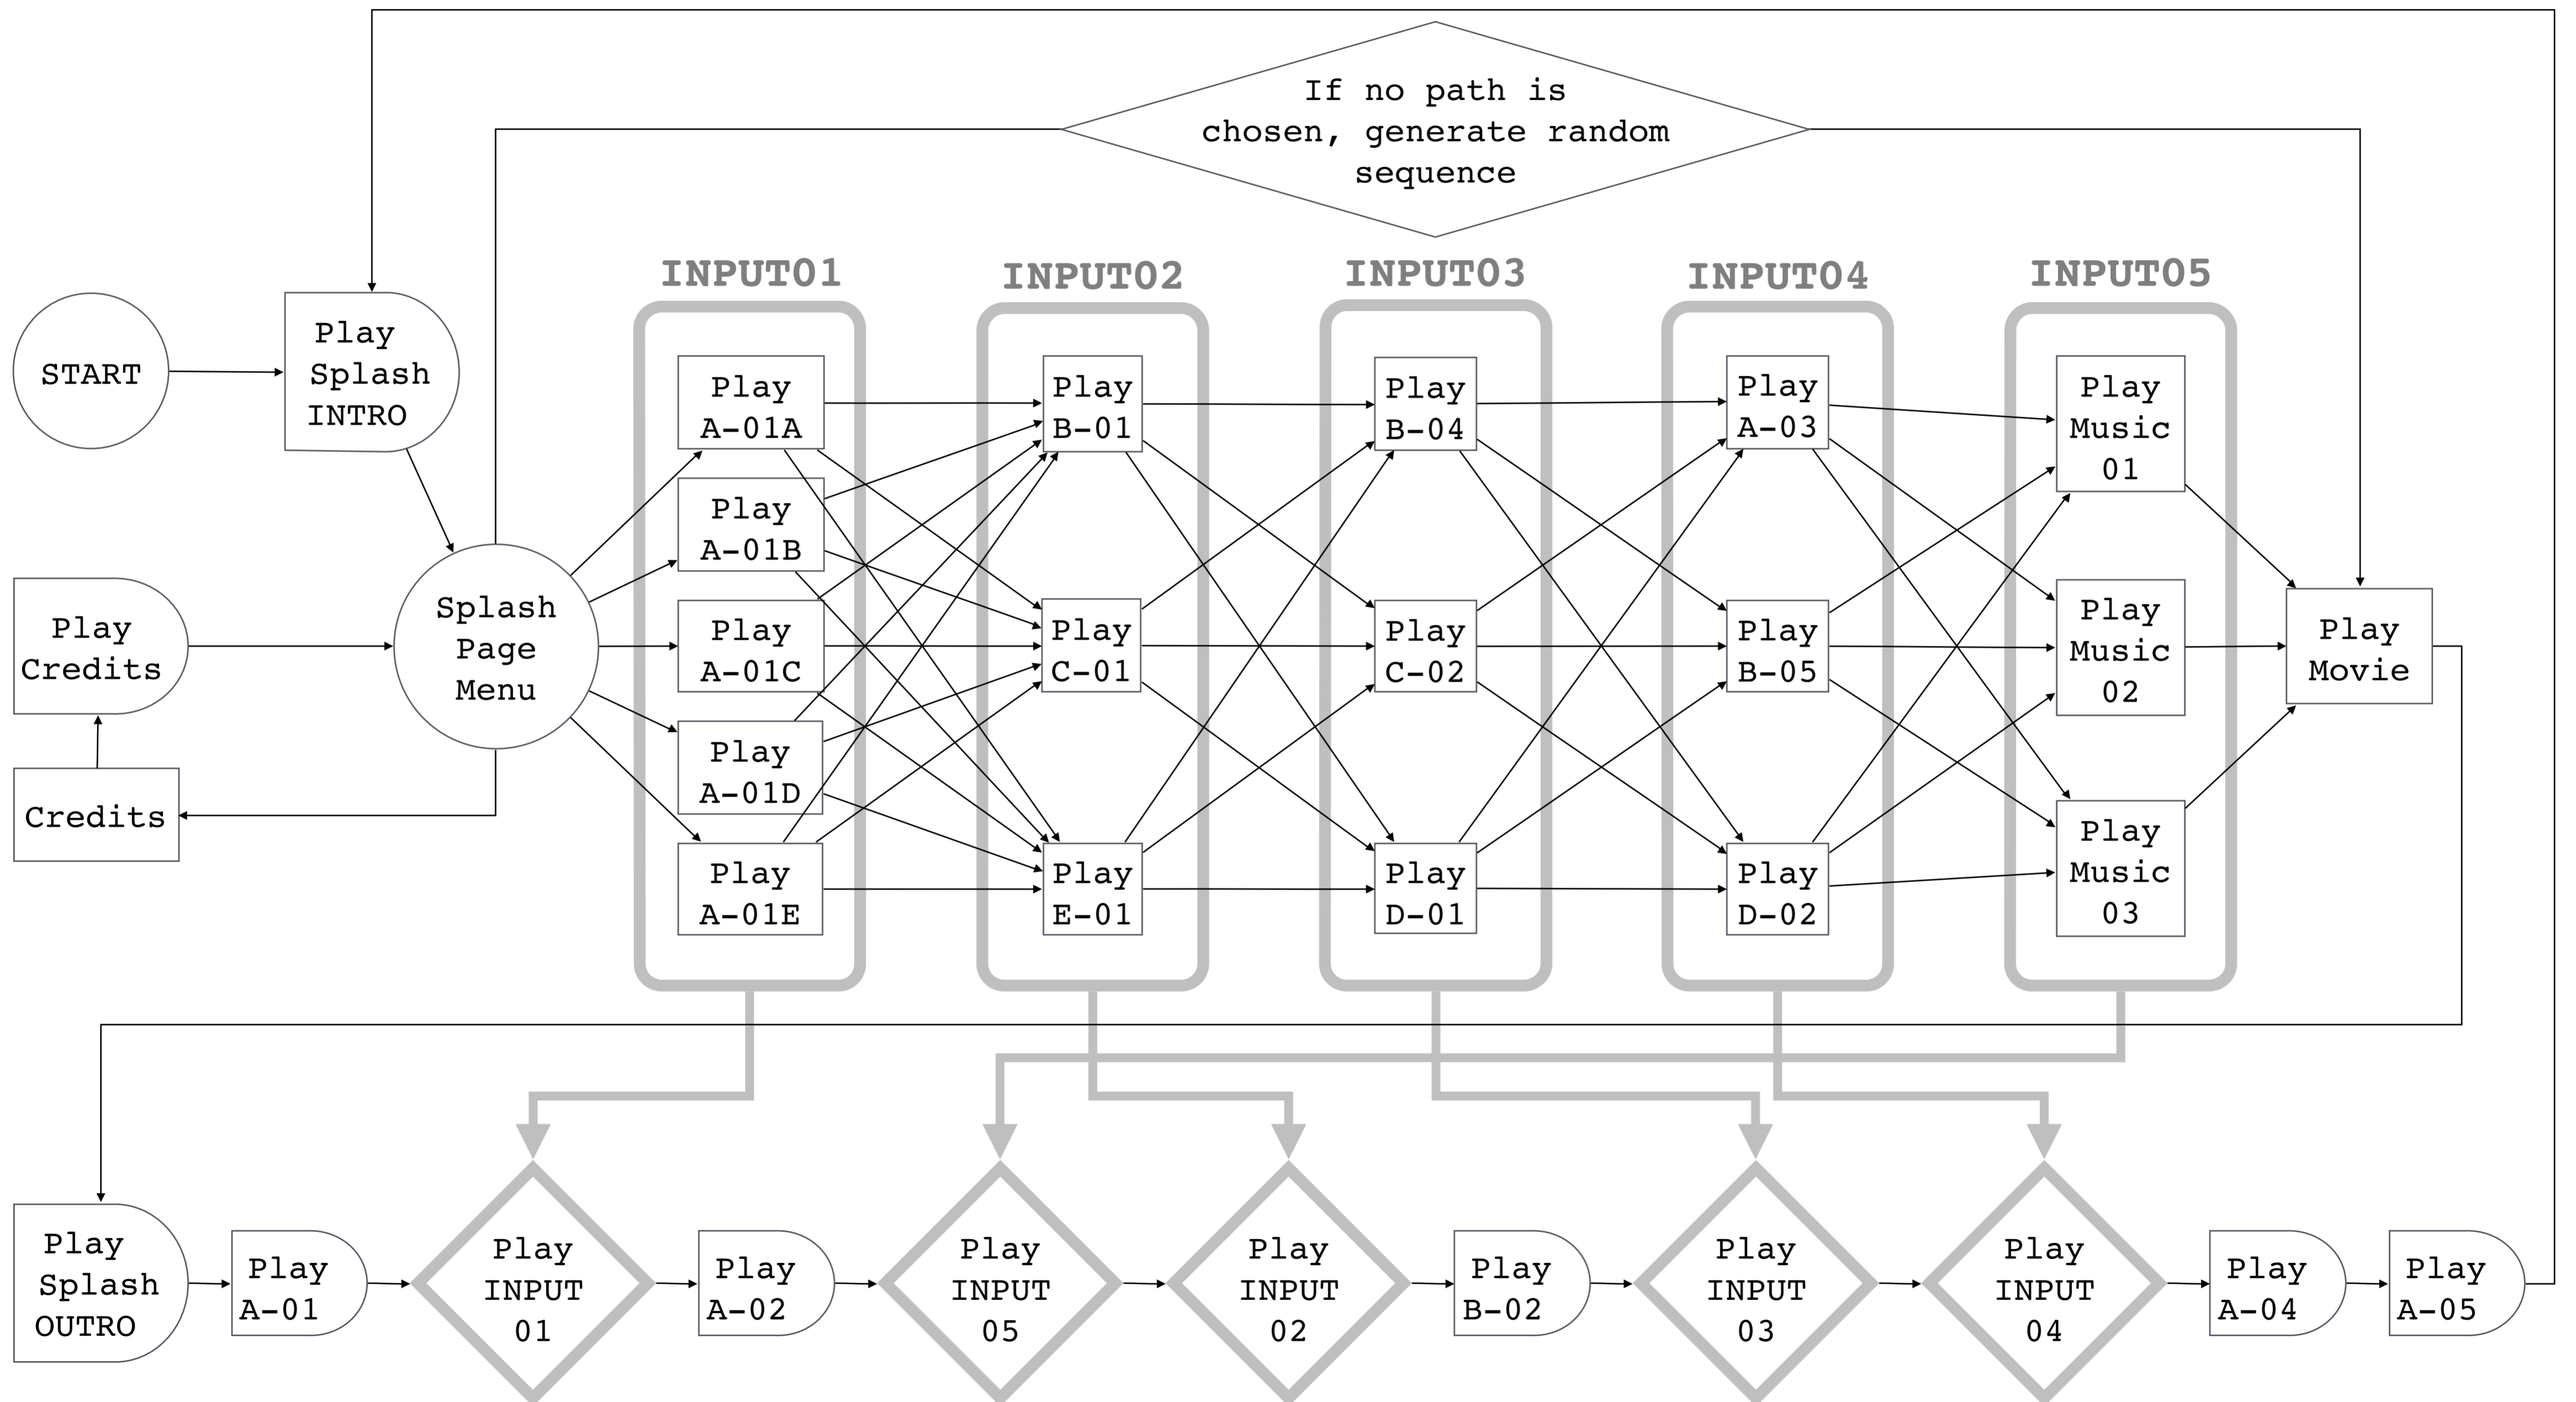 If no path is
chosen, generate random
sequence
INPUT01
INPUT02
INPUT03
INPUT04
INPUT05
START
Play
Splash
INTRO
Play
Credits
Credits
Splash
Page
Menu
Play
A-01A
Play
A-01B
Play
A-01C
Play
A-01D
Play
A-01E
Play
B-01
Play
C-01
Play
E-01
Play
B-04
Play
C-02
Play
D-01
Play
A-03
Play
B-05
Play
D-02
Play
Music
01
Play
Music
02
Play
Music
03
Play
Movie
Play
Splash
OUTRO
Play
A-01
Play
INPUT
01
Play
A-02
Play
INPUT
05
Play
INPUT
02
Play
B-02
Play
INPUT
03
Play
INPUT
04
Play
A-04
Play
A-05